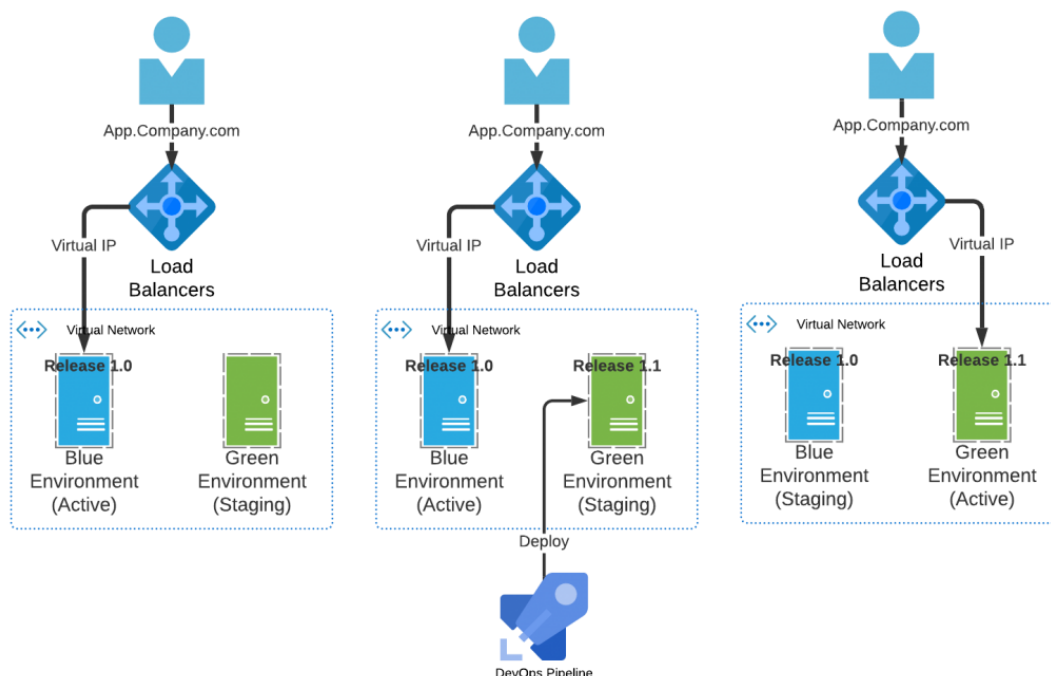 App.Company.com
Virtual IP
Load
Balancers
Virtual Network
Release 1.0
Blue
Environment
(Active)
Green
Environment
(Staging)
App.Company.com
Virtual IP
Load
Balancers
Virtual Network
Release 1.0
Release 1.1
Blue
Environment
(Active)
Green
Environment
(Staging)
Deploy
DevOps Pipeline
App.Company.com
Virtual IP
Load
Balancers
Virtual Network
Release 1.0
Release 1.1
Blue
Environment
(Staging)
Green
Environment
(Active)